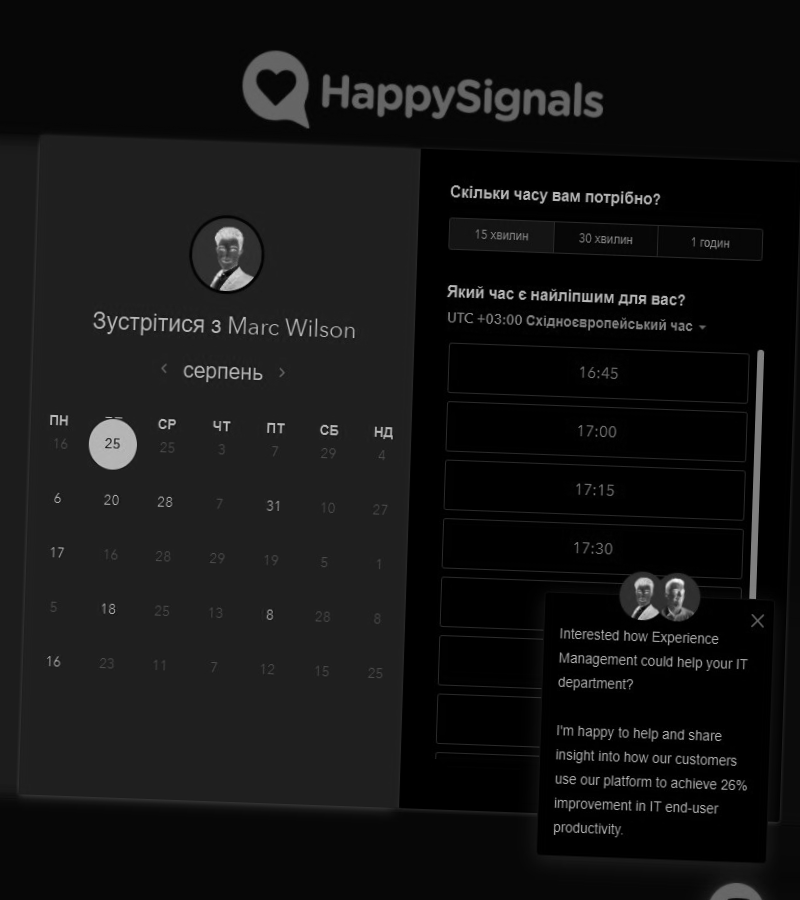 HappySignals
Зустрітися з Marc Wilson
серпень
ПН СР ЧТ ПТ СБ НД
16 25 25 3 7 29 4
6 20 28 7 31 10 27
17 16 28 29 19 5 1
5 18 25 13 8 28 8
16 23 11 7 12 15 25
Скільки часу вам потрібно?
15 хвилин 30 хвилин 1 годин
Який час є найліпшим для вас?
UTC +03:00 Східноєвропейський час
16:45
17:00
17:15
17:30
Interested how Experience
Management could help your IT
department?
I'm happy to help and share
insight into how our customers
use our platform to achieve 26%
improvement in IT end-user
productivity.